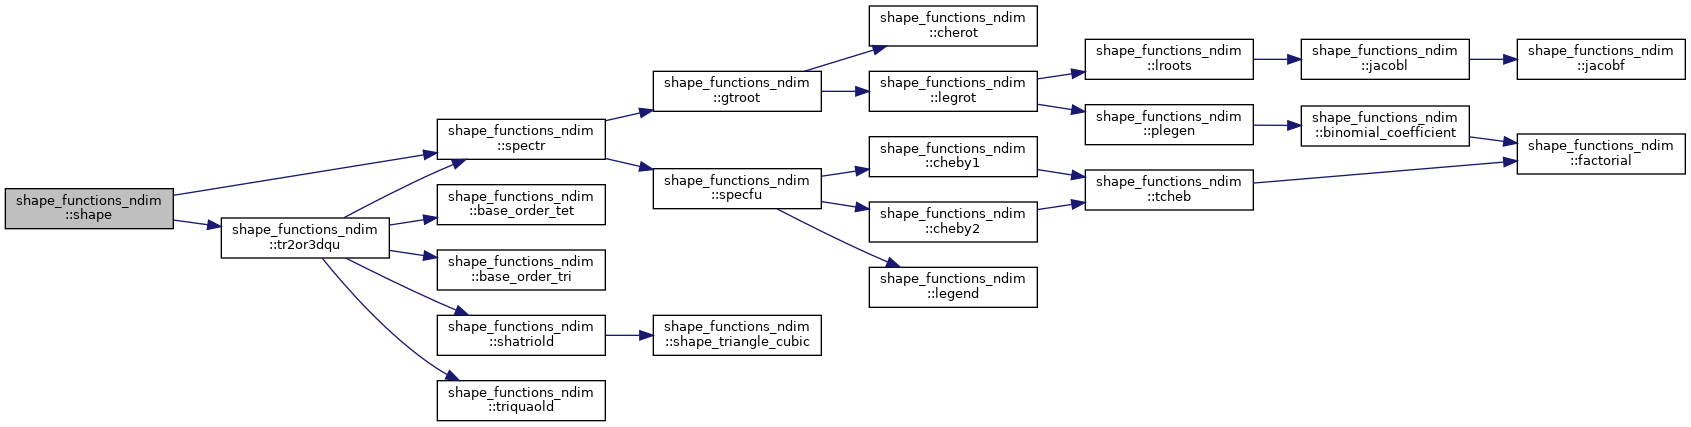 shape_functions_ndim
::shape
shape_functions_ndim
::tr2or3dqu
shape_functions_ndim
::spectr
shape_functions_ndim
::base_order_tet
shape_functions_ndim
::base_order_tri
shape_functions_ndim
::shatriold
shape_functions_ndim
::triquaold
shape_functions_ndim
::gtroot
shape_functions_ndim
::specfu
shape_functions_ndim
::shape_triangle_cubic
shape_functions_ndim
::cherot
shape_functions_ndim
::legrot
shape_functions_ndim
::cheby1
shape_functions_ndim
::cheby2
shape_functions_ndim
::legend
shape_functions_ndim
::lroots
shape_functions_ndim
::plegen
shape_functions_ndim
::tcheb
shape_functions_ndim
::jacobl
shape_functions_ndim
::binomial_coefficient
shape_functions_ndim
::jacobf
shape_functions_ndim
::factorial